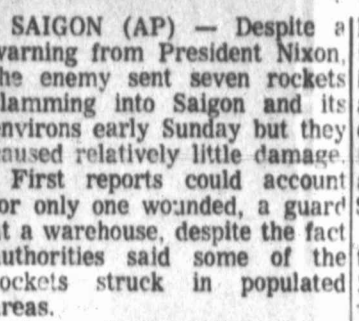 SAIGON (AP) — Despite a
warning from President Nixon,
the enemy sent seven rockets
slamming into Saigon and its
environs early Sunday but they
caused relatively little damage.
First reports could account
for only one wounded, a guard
at a warehouse, despite the fact
authorities said some of the
rockets struck in populated
areas.